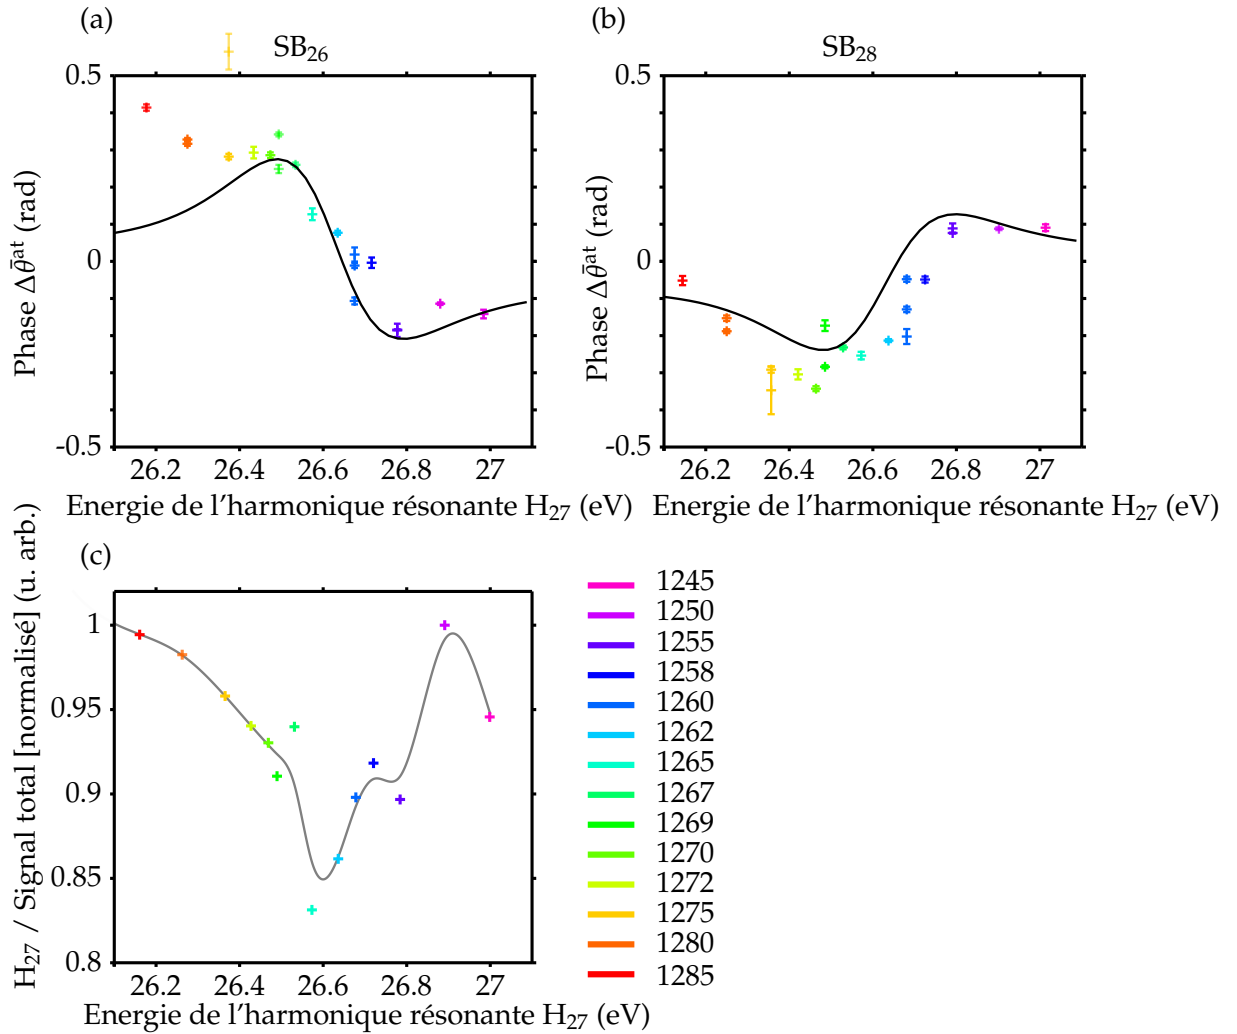 (a)
SB26
(b)
SB28
Phase Δθ̄at (rad)
0.5
0
-0.5
26.2 26.4 26.6 26.8 27
Energie de l'harmonique résonante H27 (eV)
Phase Δθ̄at (rad)
0.5
0
-0.5
26.2 26.4 26.6 26.8 27
Energie de l'harmonique résonante H27 (eV)
(c)
H27 / Signal total [normalisé] (u. arb.)
1
0.95
0.9
0.85
0.8
26.2 26.4 26.6 26.8 27
Energie de l'harmonique résonante H27 (eV)
1245
1250
1255
1258
1260
1262
1265
1267
1269
1270
1272
1275
1280
1285